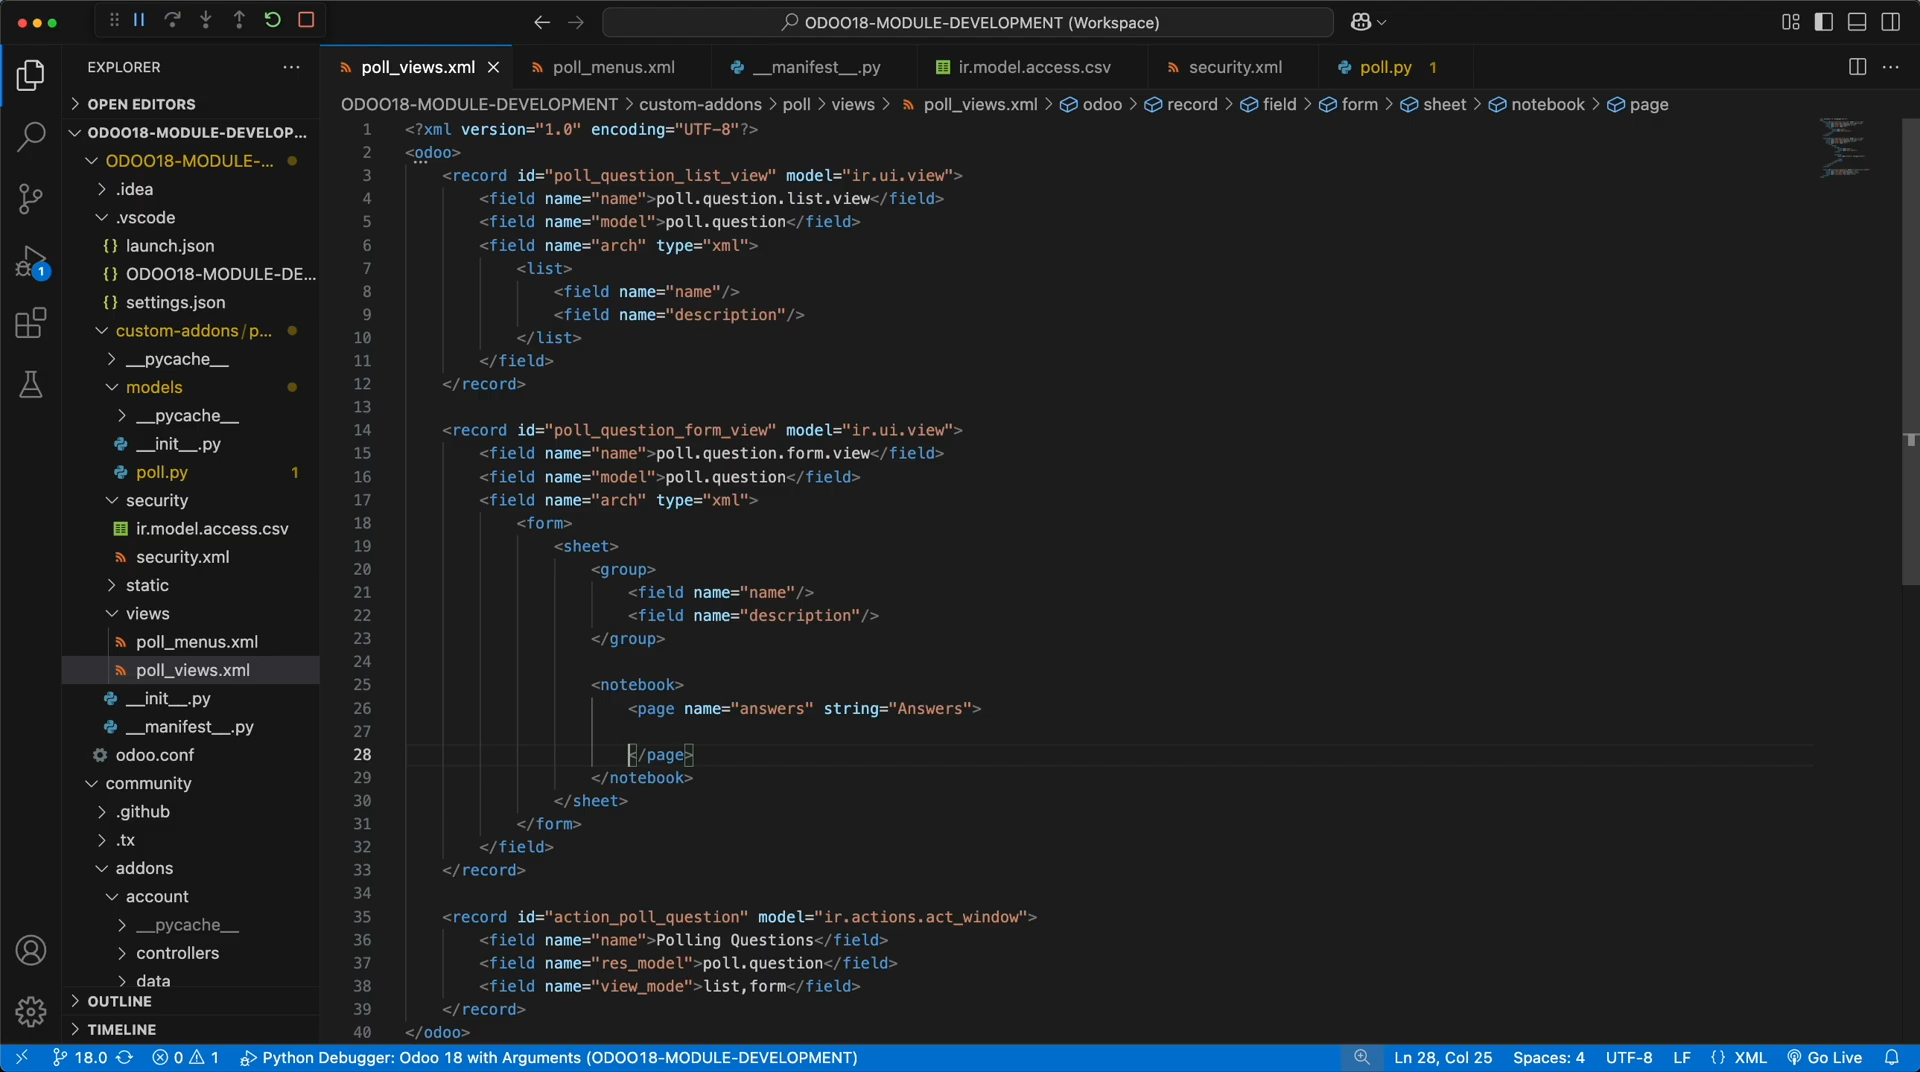 ODOO18-MODULE-DEVELOPMENT (Workspace)
EXPLORER
poll_views.xml
poll_menus.xml
__manifest__.py
ir.model.access.csv
security.xml
poll.py 1
ODOO18-MODULE-DEVELOPMENT > custom-addons > poll > views > poll_views.xml > odoo > record > field > form > sheet > notebook > page
OPEN EDITORS
ODOO18-MODULE-DEVELOP...
ODOO18-MODULE-...
.idea
.vscode
launch.json
ODOO18-MODULE-DE...
settings.json
custom-addons/p...
__pycache__
models
__pycache__
__init__.py
poll.py 1
security
ir.model.access.csv
security.xml
static
views
poll_menus.xml
poll_views.xml
__init__.py
__manifest__.py
odoo.conf
community
.github
.tx
addons
account
__pycache__
controllers
data
OUTLINE
TIMELINE
1
1 <?xml version="1.0" encoding="UTF-8"?>
2 <odoo>
3 <record id="poll_question_list_view" model="ir.ui.view">
4 <field name="name">poll.question.list.view</field>
5 <field name="model">poll.question</field>
6 <field name="arch" type="xml">
7 <list>
8 <field name="name"/>
9 <field name="description"/>
10 </list>
11 </field>
12 </record>
13
14 <record id="poll_question_form_view" model="ir.ui.view">
15 <field name="name">poll.question.form.view</field>
16 <field name="model">poll.question</field>
17 <field name="arch" type="xml">
18 <form>
19 <sheet>
20 <group>
21 <field name="name"/>
22 <field name="description"/>
23 </group>
24
25 <notebook>
26 <page name="answers" string="Answers">
27
28 </page>
29 </notebook>
30 </sheet>
31 </form>
32 </field>
33 </record>
34
35 <record id="action_poll_question" model="ir.actions.act_window">
36 <field name="name">Polling Questions</field>
37 <field name="res_model">poll.question</field>
38 <field name="view_mode">list,form</field>
39 </record>
40 </odoo>
18.0 0 1 Python Debugger: Odoo 18 with Arguments (ODOO18-MODULE-DEVELOPMENT) Ln 28, Col 25 Spaces: 4 UTF-8 LF {} XML Go Live